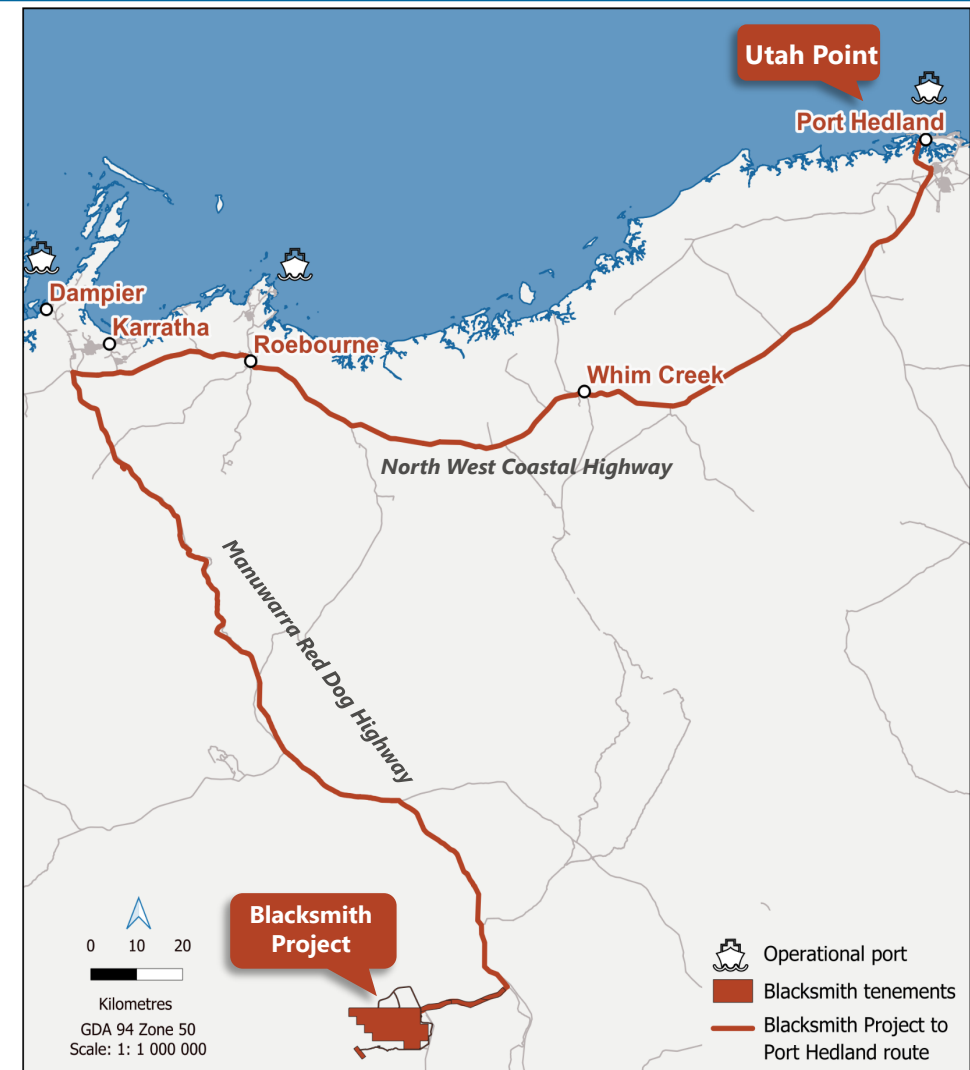 Utah Point
Port Hedland
Dampier
Karratha
Roebourne
Whim Creek
North West Coastal Highway
Manuwarra Red Dog Highway
Blacksmith
Project
0 10 20
Kilometres
GDA 94 Zone 50
Scale: 1: 1 000 000
Operational port
Blacksmith tenements
Blacksmith Project to
Port Hedland route